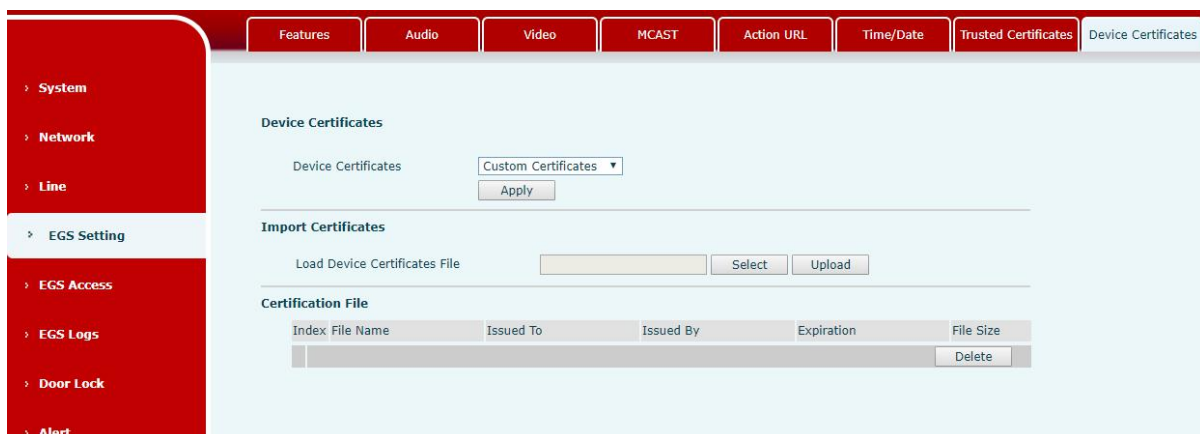 Features Audio Video MCAST Action URL Time/Date Trusted Certificates Device Certificates
System
Network
Line
EGS Setting
EGS Access
EGS Logs
Door Lock
Alert
Device Certificates
Device Certificates Custom Certificates
Apply
Import Certificates
Load Device Certificates File Select Upload
Certification File
Index File Name Issued To Issued By Expiration File Size
Delete